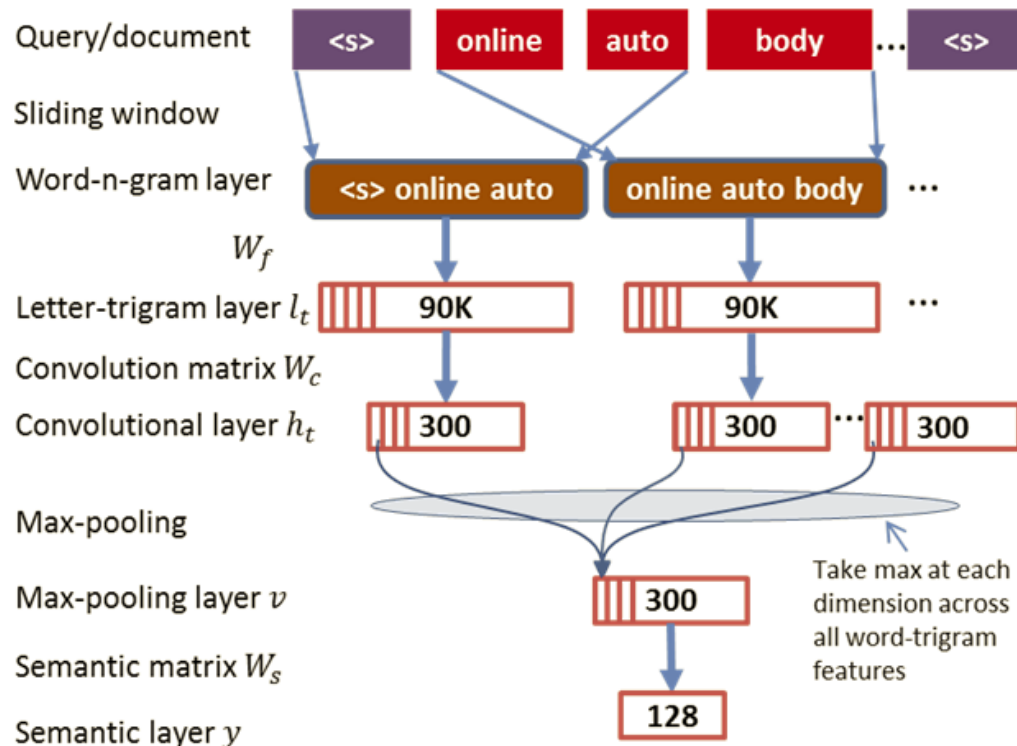 Query/document <s> online auto body ... <s>
Sliding window
Word-n-gram layer <s> online auto online auto body ...
W_f
Letter-trigram layer l_t 90K 90K ...
Convolution matrix W_c
Convolutional layer h_t 300 300 ... 300
Max-pooling
Take max at each
dimension across
all word-trigram
features
Max-pooling layer v 300
Semantic matrix W_s
Semantic layer y 128